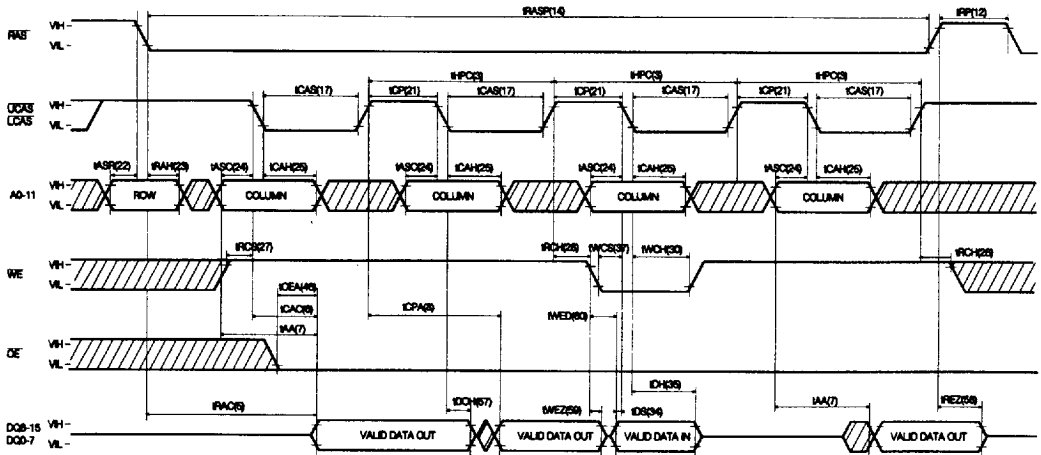 tRASP(14) tRP(12)
RAS VIH -
VIL -
tHPC(3) tHPC(3) tHPC(3)
tCAS(17) tCP(21) tCAS(17) tCP(21) tCAS(17) tCP(21) tCAS(17)
UCAS VIH -
LCAS VIL -
tASR(22) tRAH(23) tASC(24) tCAH(25) tASC(24) tCAH(25) tASC(24) tCAH(25) tASC(24) tCAH(25)
A0-11 VIH -
VIL -
ROW COLUMN COLUMN COLUMN COLUMN
tRCS(27) tRCH(28) tWCS(37) tWCH(30) tRCH(28)
WE VIH -
VIL -
tOEA(46)
tCAC(6) tCPA(8)
tWED(60)
tAA(7)
OE VIH -
VIL -
tDH(35)
tRAC(5) tDOH(57) tWEZ(59) tDS(34) tAA(7) tREZ(58)
DQ8-15 VIH -
DQ0-7 VIL -
VALID DATA OUT VALID DATA OUT VALID DATA IN VALID DATA OUT